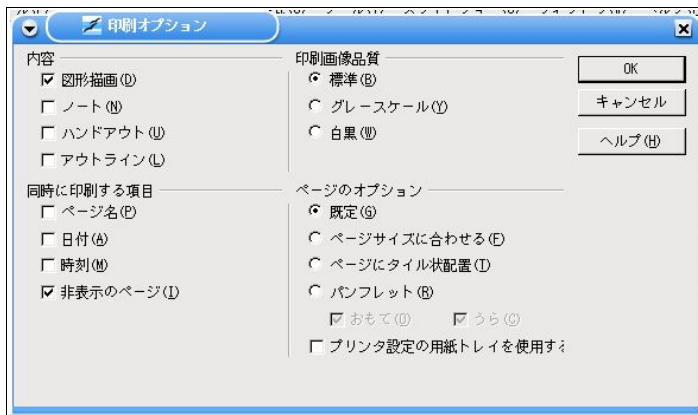 印刷オプション
内容
図形描画(D)
ノート(N)
ハンドアウト(U)
アウトライン(L)
印刷画像品質
標準(B)
グレースケール(Y)
白黒(W)
OK
キャンセル
ヘルプ(H)
同時に印刷する項目
ページ名(P)
日付(A)
時刻(M)
非表示のページ(I)
ページのオプション
既定(G)
ページサイズに合わせる(F)
ページにタイル状配置(T)
パンフレット(R)
おもて(O) うら(C)
プリンタ設定の用紙トレイを使用する